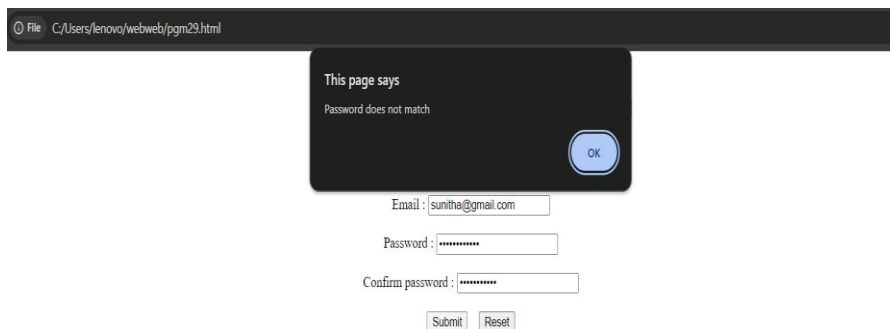 File C:/Users/lenovo/webweb/pgm29.html
This page says
Password does not match
OK
Email : sunitha@gmail.com
Password : ••••••••••••
Confirm password : •••••••••••
Submit Reset